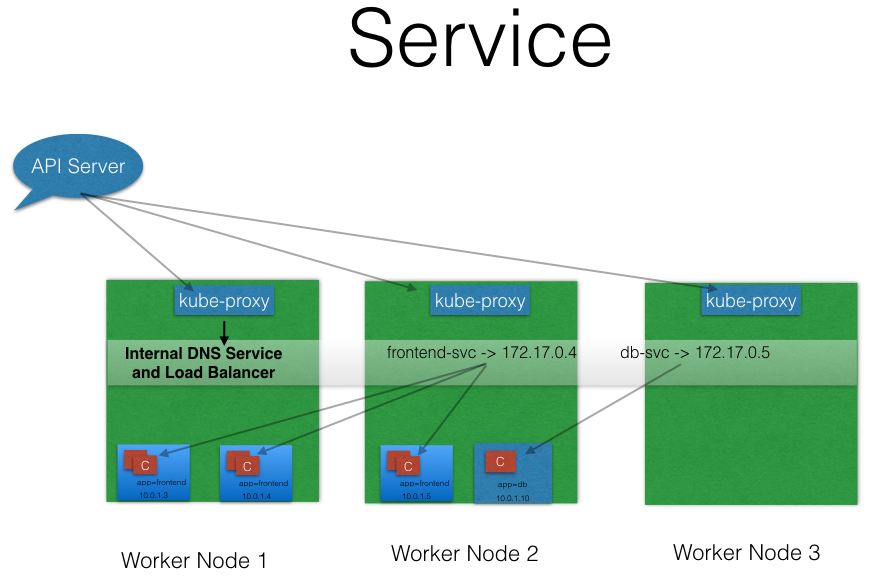 Service
API Server
kube-proxy
kube-proxy
kube-proxy
Internal DNS Service
and Load Balancer
frontend-svc -> 172.17.0.4
db-svc -> 172.17.0.5
C
app=frontend
10.0.1.3
C
app=frontend
10.0.1.4
C
app=frontend
10.0.1.5
C
app=db
10.0.1.10
Worker Node 1
Worker Node 2
Worker Node 3